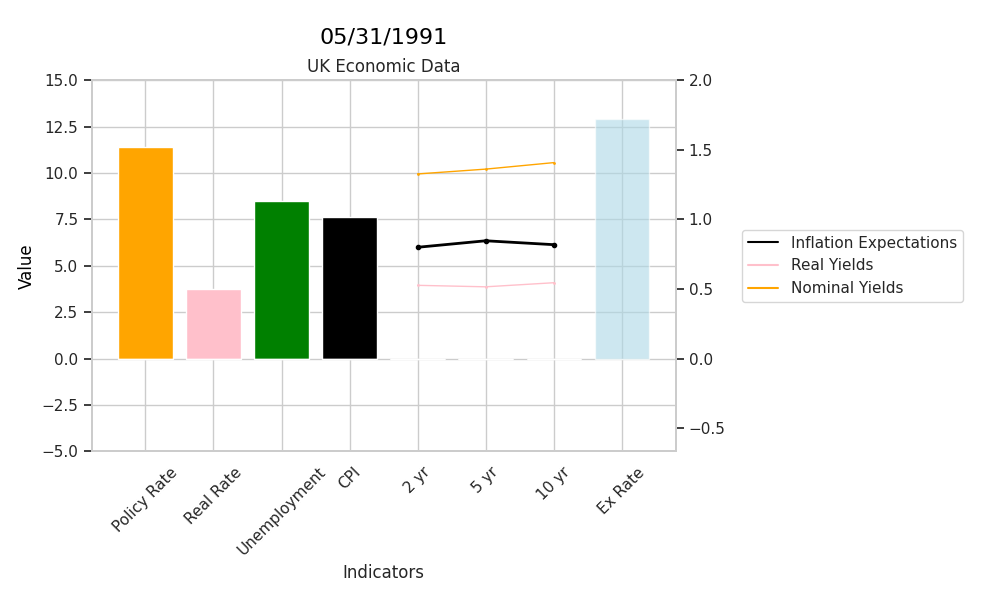 05/31/1991
UK Economic Data
15.0
12.5
10.0
7.5
5.0
2.5
0.0
−2.5
−5.0
Value
2.0
1.5
1.0
0.5
0.0
−0.5
Inflation Expectations
Real Yields
Nominal Yields
Policy Rate
Real Rate
Unemployment
CPI
2 yr
5 yr
10 yr
Ex Rate
Indicators